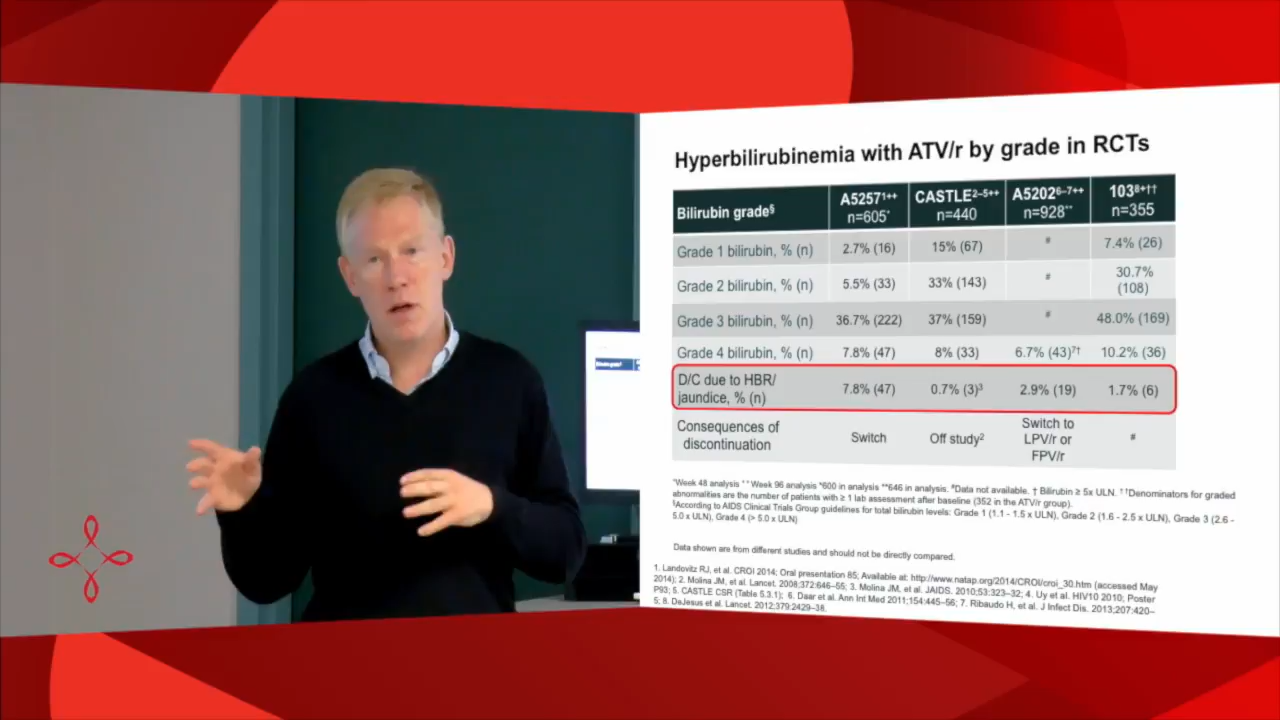 Hyperbilirubinemia with ATV/r by grade in RCTs
Bilirubin grade§ A5257¹⁺⁺ n=605* CASTLE²⁻⁵⁺⁺ n=440 A5202⁶⁻⁷⁺⁺ n=928** 103⁸⁺†† n=355
Grade 1 bilirubin, % (n) 2.7% (16) 15% (67) # 7.4% (26)
Grade 2 bilirubin, % (n) 5.5% (33) 33% (143) # 30.7% (108)
Grade 3 bilirubin, % (n) 36.7% (222) 37% (159) # 48.0% (169)
Grade 4 bilirubin, % (n) 7.8% (47) 8% (33) 6.7% (43)⁷† 10.2% (36)
D/C due to HBR/ jaundice, % (n) 7.8% (47) 0.7% (3)³ 2.9% (19) 1.7% (6)
Consequences of discontinuation Switch Off study² Switch to LPV/r or FPV/r #
⁺Week 48 analysis ⁺⁺Week 96 analysis *600 in analysis **646 in analysis. #Data not available. † Bilirubin ≥ 5x ULN. ††Denominators for graded
abnormalities are the number of patients with ≥ 1 lab assessment after baseline (352 in the ATV/r group).
§According to AIDS Clinical Trials Group guidelines for total bilirubin levels: Grade 1 (1.1 - 1.5 x ULN), Grade 2 (1.6 - 2.5 x ULN), Grade 3 (2.6 -
5.0 x ULN), Grade 4 (> 5.0 x ULN)
Data shown are from different studies and should not be directly compared.
1. Landovitz RJ, et al. CROI 2014; Oral presentation 85; Available at: http://www.natap.org/2014/CROI/croi_30.htm (accessed May
2014); 2. Molina JM, et al. Lancet. 2008;372:646–55; 3. Molina JM, et al. JAIDS. 2010;53:323–32; 4. Uy et al. HIV10 2010; Poster
P93; 5. CASTLE CSR (Table 5.3.1); 6. Daar et al. Ann Int Med 2011;154:445–56; 7. Ribaudo H, et al. J Infect Dis. 2013;207:420–
5; 8. DeJesus et al. Lancet. 2012;379:2429–38.